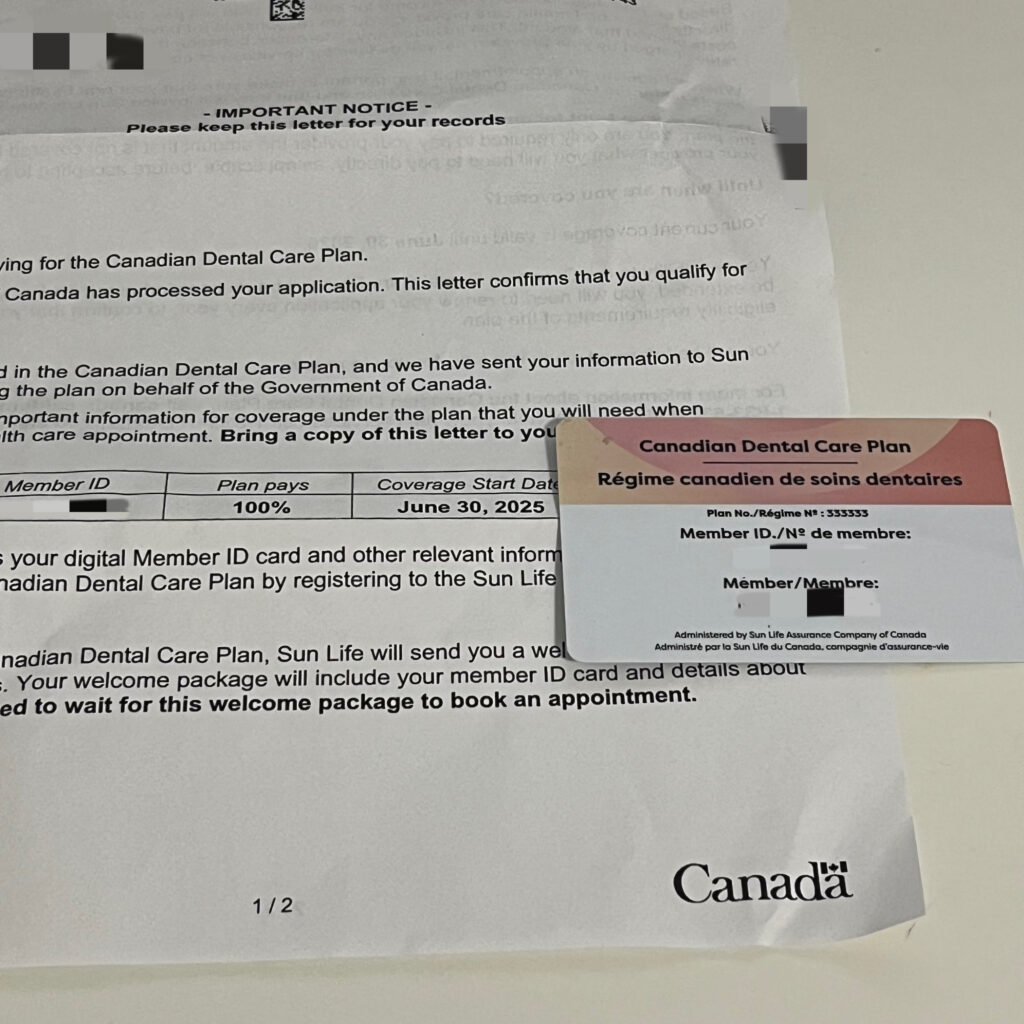 - IMPORTANT NOTICE -
Please keep this letter for your records
ying for the Canadian Dental Care Plan.
Canada has processed your application. This letter confirms that you qualify for
d in the Canadian Dental Care Plan, and we have sent your information to Sun
g the plan on behalf of the Government of Canada.
mportant information for coverage under the plan that you will need when
lth care appointment. Bring a copy of this letter to you
Member ID Plan pays Coverage Start Date
100% June 30, 2025
s your digital Member ID card and other relevant inform
nadian Dental Care Plan by registering to the Sun Life
nadian Dental Care Plan, Sun Life will send you a wel
s. Your welcome package will include your member ID card and details about
ed to wait for this welcome package to book an appointment.
1 / 2
Canada
Canadian Dental Care Plan
Régime canadien de soins dentaires
Plan No./Régime Nº : 333333
Member ID./Nº de membre:
Member/Membre:
Administered by Sun Life Assurance Company of Canada
Administré par la Sun Life du Canada, compagnie d'assurance-vie